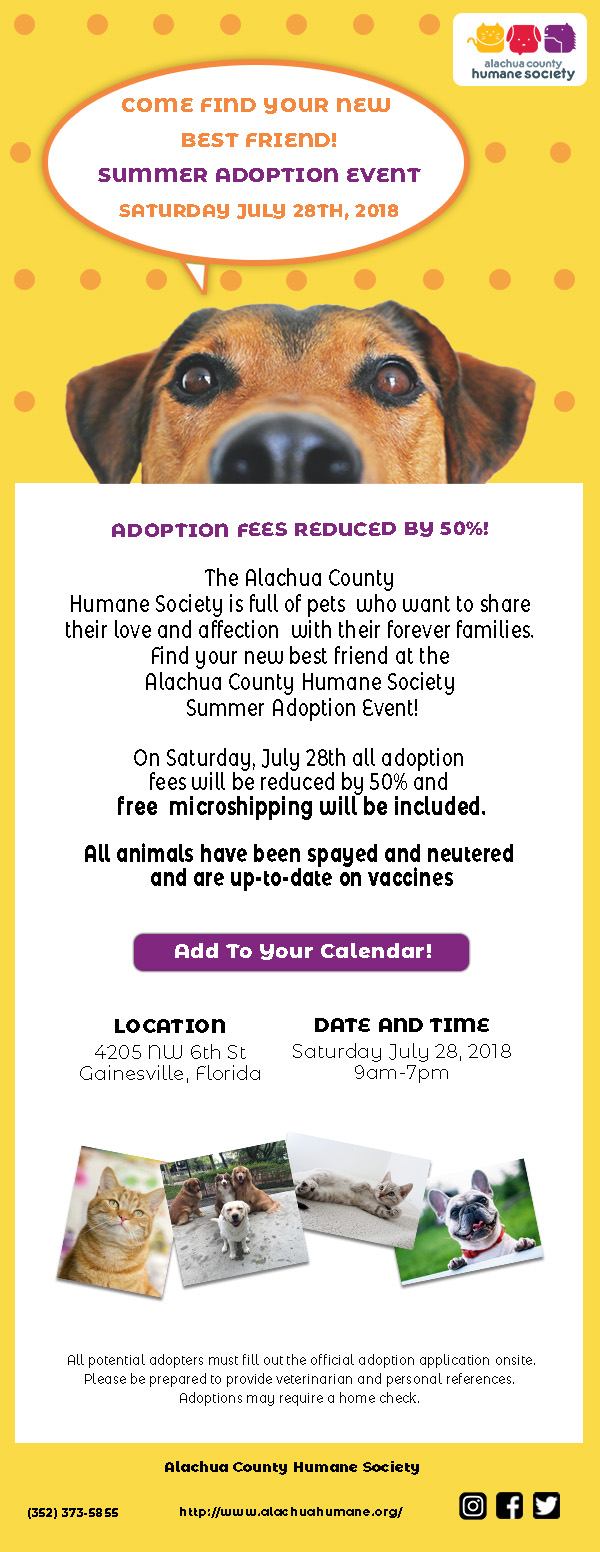 alachua county
humane society
COME FIND YOUR NEW
BEST FRIEND!
SUMMER ADOPTION EVENT
SATURDAY JULY 28TH, 2018
ADOPTION FEES REDUCED BY 50%!
The Alachua County
Humane Society is full of pets who want to share
their love and affection with their forever families.
Find your new best friend at the
Alachua County Humane Society
Summer Adoption Event!
On Saturday, July 28th all adoption
fees will be reduced by 50% and
free microshipping will be included.
All animals have been spayed and neutered
and are up-to-date on vaccines
Add To Your Calendar!
LOCATION
4205 NW 6th St
Gainesville, Florida
DATE AND TIME
Saturday July 28, 2018
9am-7pm
All potential adopters must fill out the official adoption application onsite.
Please be prepared to provide veterinarian and personal references.
Adoptions may require a home check.
Alachua County Humane Society
(352) 373-5855
http://www.alachuahumane.org/